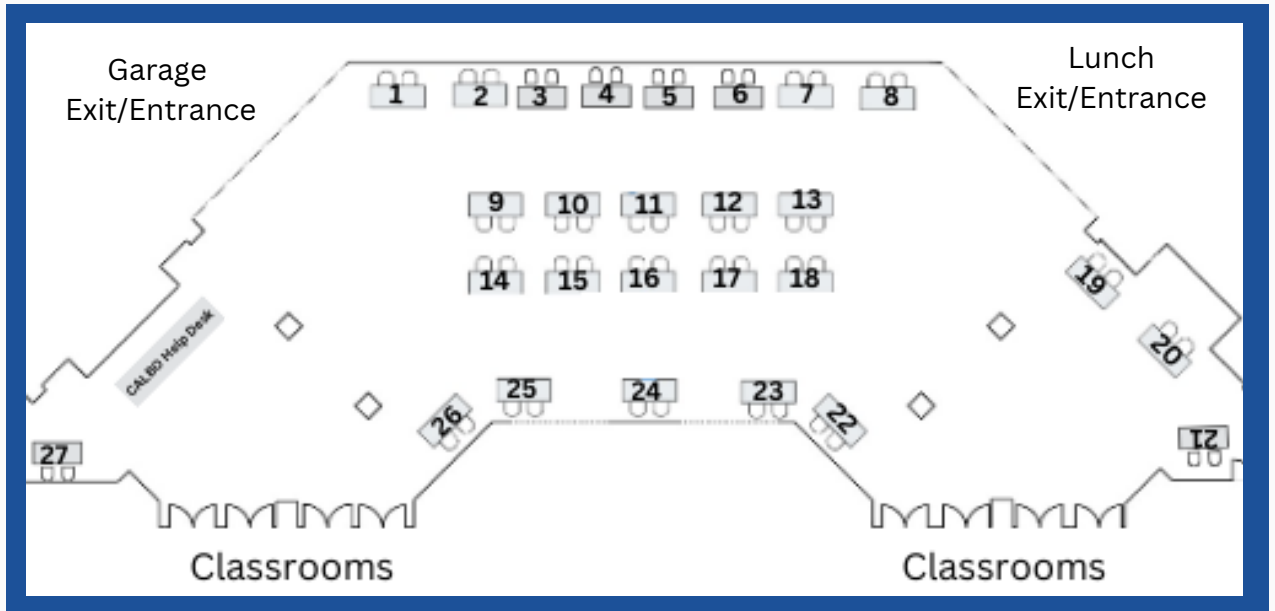 Garage
Exit/Entrance
Lunch
Exit/Entrance
1 2 3 4 5 6 7 8
9 10 11 12 13
14 15 16 17 18
19
20
CALBO Help Desk
25 24 23
26 22
21
27
Classrooms Classrooms